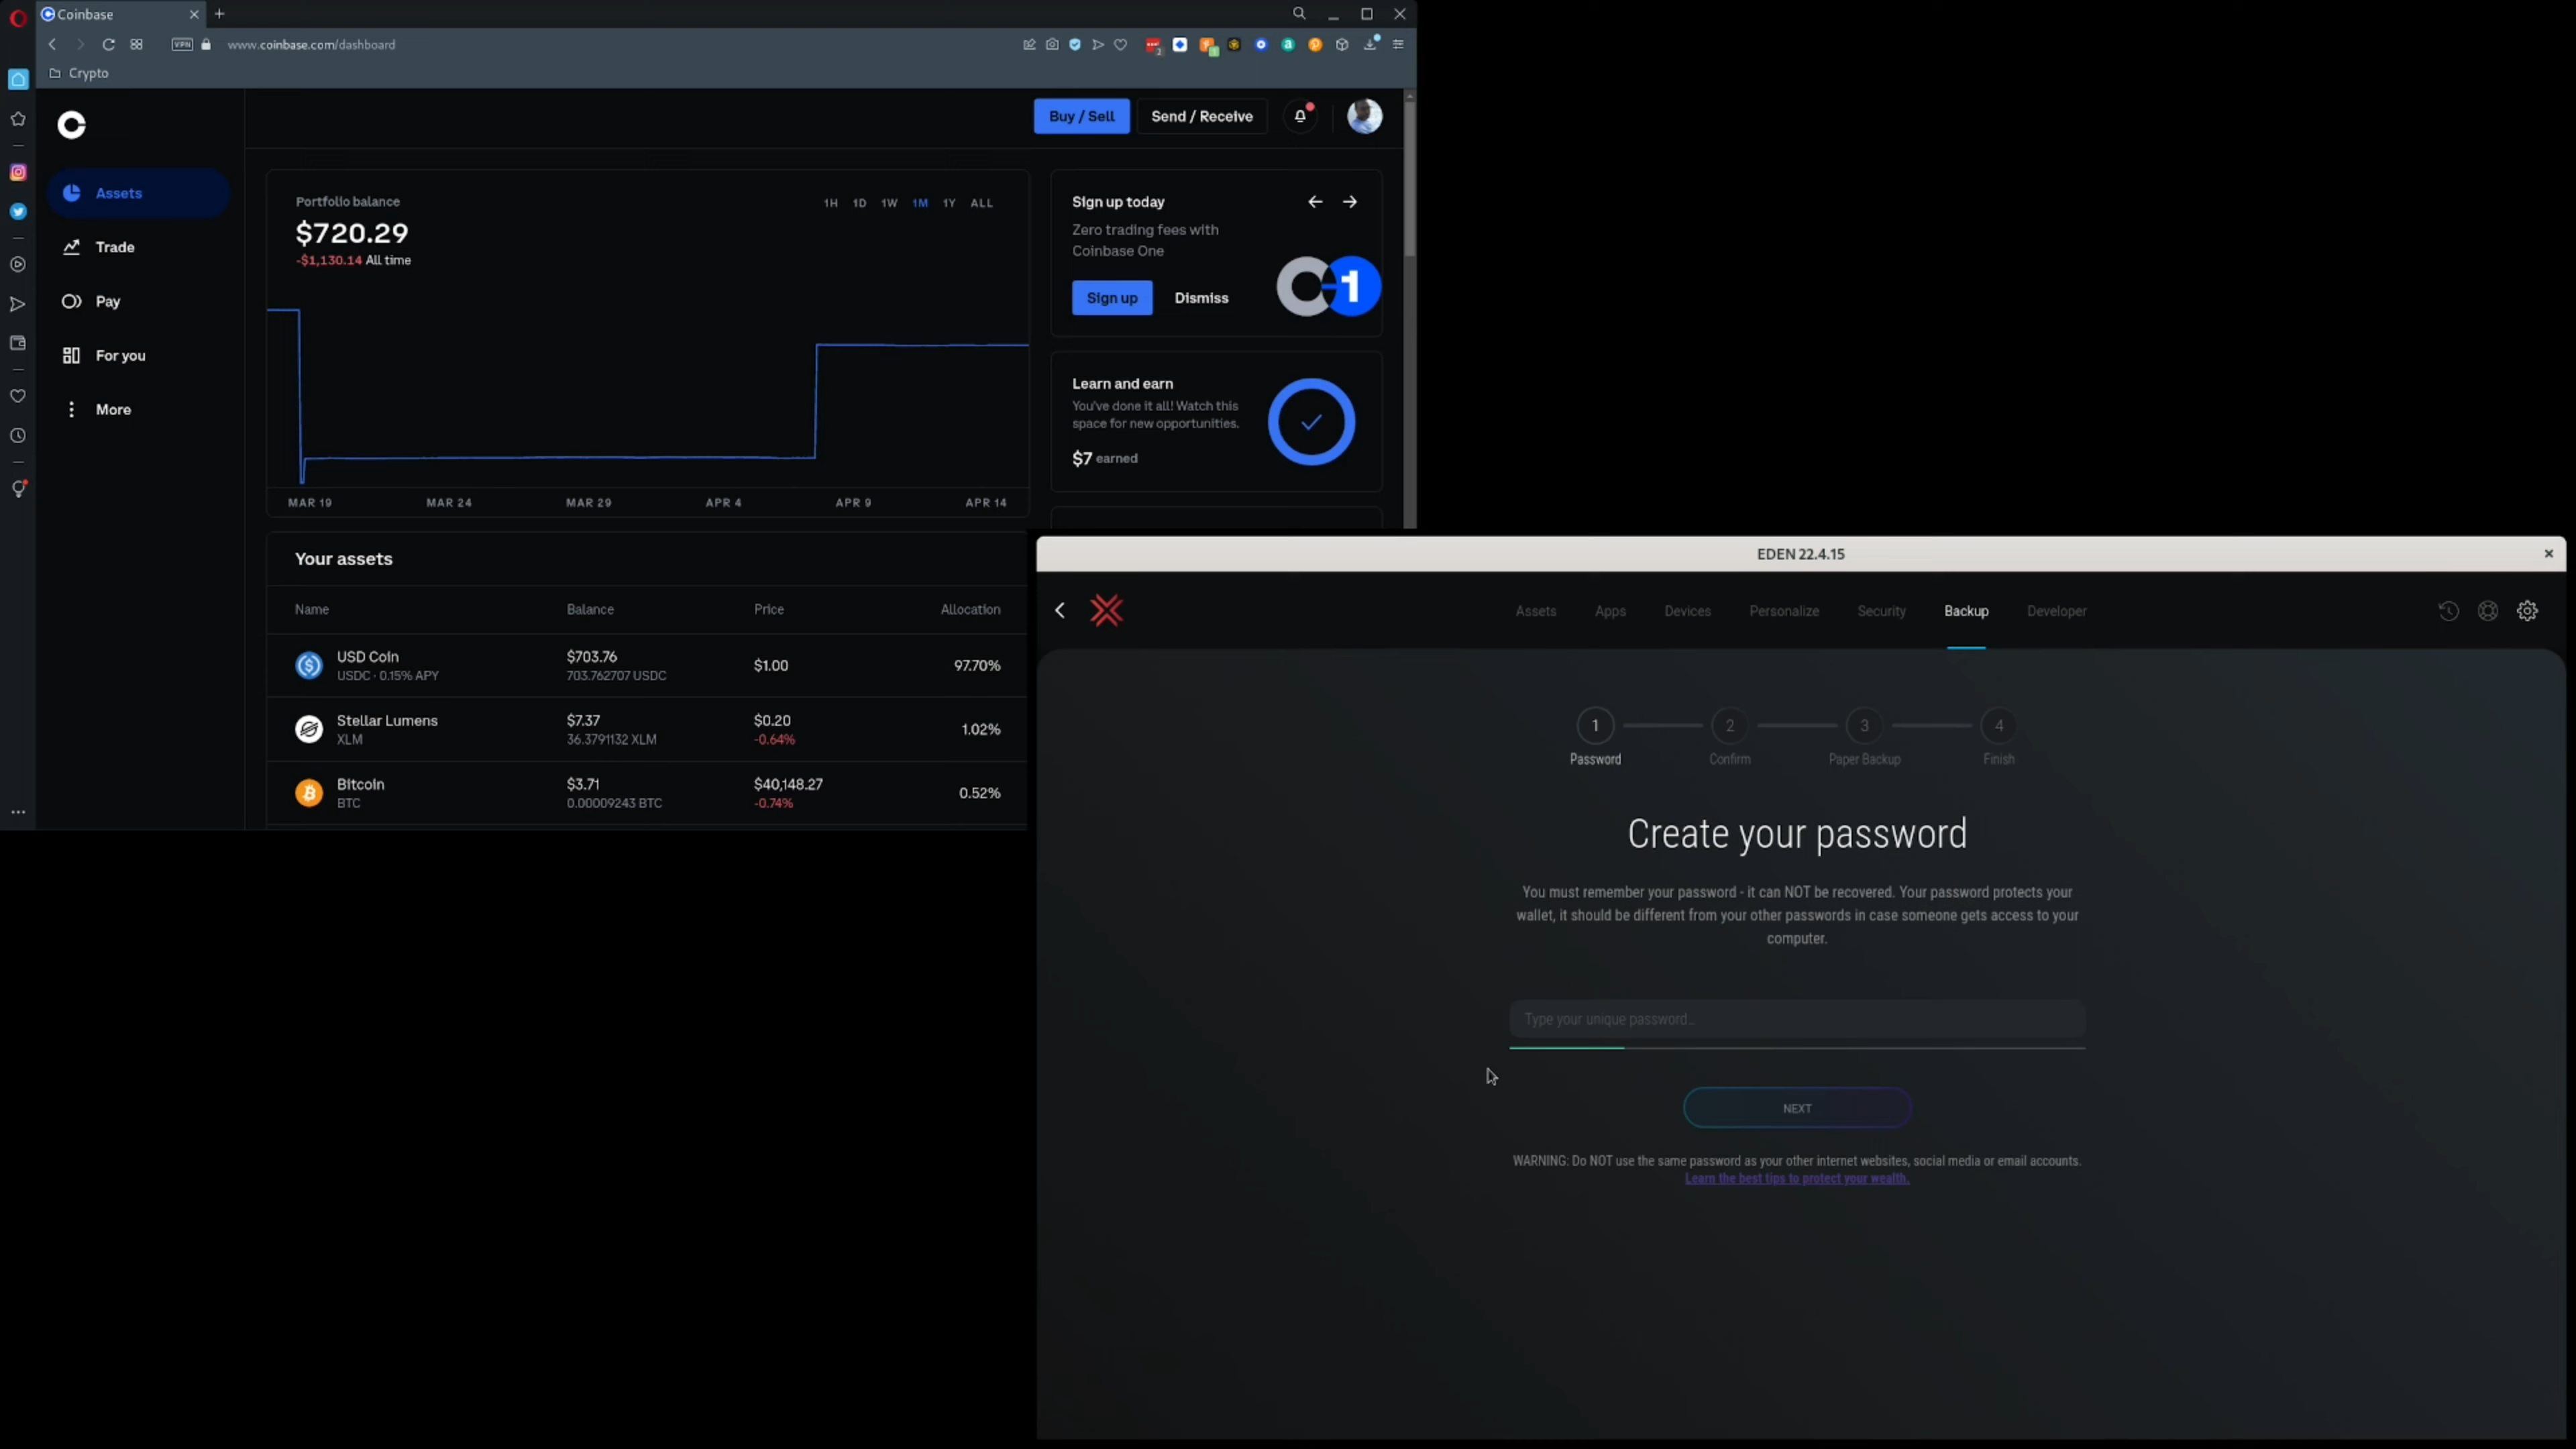 Coinbase
VPN
www.coinbase.com/dashboard
Crypto
Buy / Sell
Send / Receive
Assets
Trade
Pay
For you
More
Portfolio balance
1H 1D 1W 1M 1Y ALL
$720.29
-$1,130.14 All time
MAR 19 MAR 24 MAR 29 APR 4 APR 9 APR 14
Sign up today
Zero trading fees with
Coinbase One
Sign up
Dismiss
1
Learn and earn
You've done it all! Watch this
space for new opportunities.
$7 earned
Your assets
Name Balance Price Allocation
USD Coin $703.76 $1.00 97.70%
USDC · 0.15% APY 703.762707 USDC
Stellar Lumens $7.37 $0.20 1.02%
XLM 36.3791132 XLM -0.64%
Bitcoin $3.71 $40,148.27 0.52%
BTC 0.00009243 BTC -0.74%
EDEN 22.4.15
Assets Apps Devices Personalize Security Backup Developer
1 2 3 4
Password Confirm Paper Backup Finish
Create your password
You must remember your password - it can NOT be recovered. Your password protects your
wallet, it should be different from your other passwords in case someone gets access to your
computer.
Type your unique password...
NEXT
WARNING: Do NOT use the same password as your other internet websites, social media or email accounts.
Learn the best tips to protect your wealth.